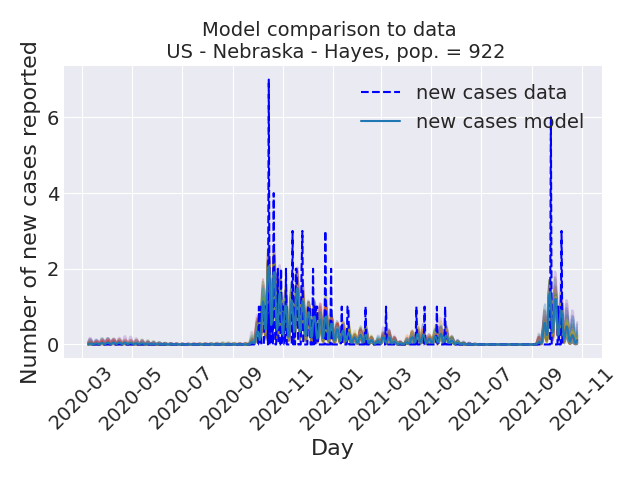 Model comparison to data
US - Nebraska - Hayes, pop. = 922
new cases data
new cases model
Number of new cases reported
6
4
2
0
2020-03
2020-05
2020-07
2020-09
2020-11
2021-01
2021-03
2021-05
2021-07
2021-09
2021-11
Day